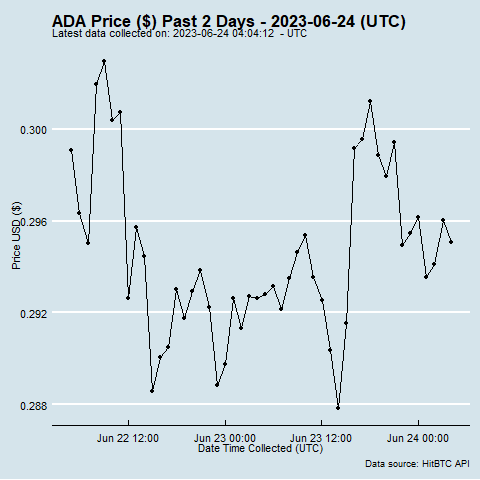 ADA Price ($) Past 2 Days - 2023-06-24 (UTC)
Latest data collected on: 2023-06-24 04:04:12 - UTC
0.300
0.296
0.292
0.288
Price USD ($)
Jun 22 12:00 Jun 23 00:00 Jun 23 12:00 Jun 24 00:00
Date Time Collected (UTC)
Data source: HitBTC API